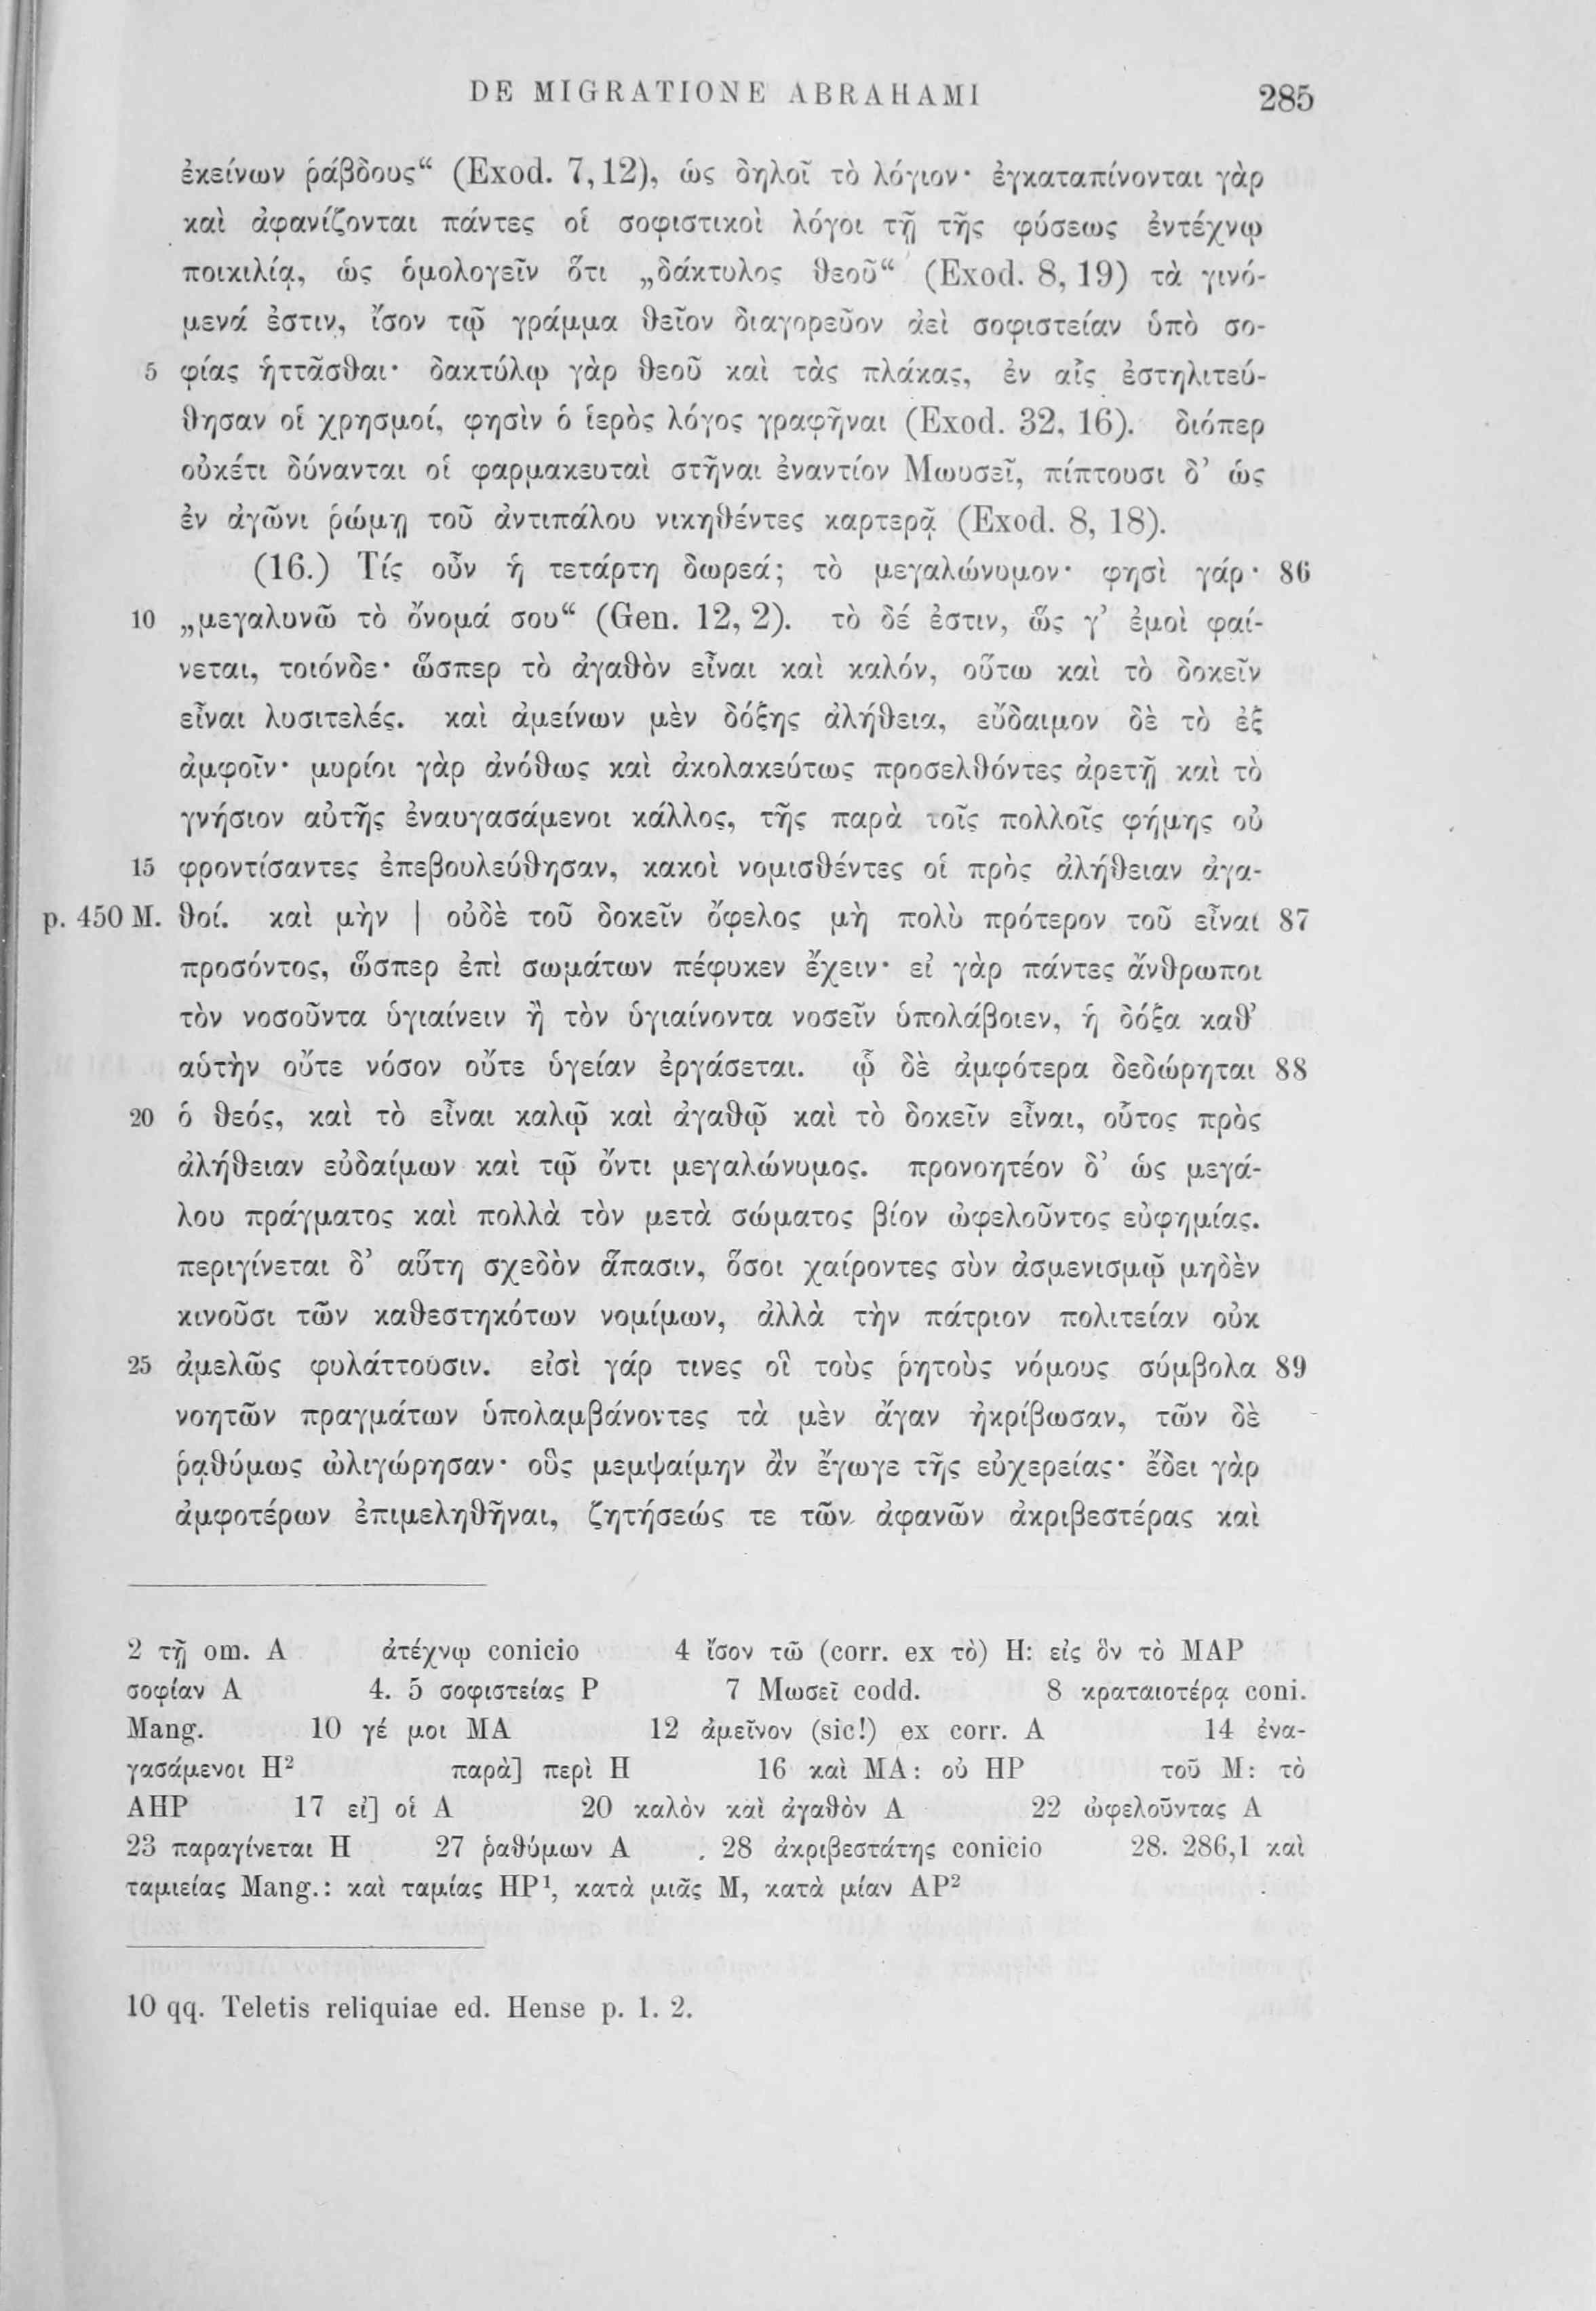 DE MIGRATIONE ABRAHAMI 285
ἐκείνων ῥάβδους“ (Exod. 7,12), ὡς δηλοῖ τὸ λόγιον· ἐγκαταπίνονται γὰρ
καὶ ἀφανίζονται πάντες οἱ σοφιστικοὶ λόγοι τῇ τῆς φύσεως ἐντέχνῳ
ποικιλίᾳ, ὡς ὁμολογεῖν ὅτι „δάκτυλος θεοῦ“ (Exod. 8, 19) τὰ γινό-
μενά ἐστιν, ἴσον τῷ γράμμα θεῖον διαγορεῦον ἀεὶ σοφιστείαν ὑπὸ σο-
5 φίας ἡττᾶσθαι· δακτύλῳ γὰρ θεοῦ καὶ τὰς πλάκας, ἐν αἷς ἐστηλιτεύ-
θησαν οἱ χρησμοί, φησὶν ὁ ἱερὸς λόγος γραφῆναι (Exod. 32, 16). διόπερ
οὐκέτι δύνανται οἱ φαρμακευταὶ στῆναι ἐναντίον Μωυσεῖ, πίπτουσι δ’ ὡς
ἐν ἀγῶνι ῥώμῃ τοῦ ἀντιπάλου νικηθέντες καρτερᾷ (Exod. 8, 18).
(16.) Τίς οὖν ἡ τετάρτη δωρεά; τὸ μεγαλώνυμον· φησὶ γάρ· 86
10 „μεγαλυνῶ τὸ ὄνομά σου“ (Gen. 12, 2). τὸ δέ ἐστιν, ὥς γ’ ἐμοὶ φαί-
νεται, τοιόνδε· ὥσπερ τὸ ἀγαθὸν εἶναι καὶ καλόν, οὕτω καὶ τὸ δοκεῖν
εἶναι λυσιτελές. καὶ ἀμείνων μὲν δόξης ἀλήθεια, εὔδαιμον δὲ τὸ ἐξ
ἀμφοῖν· μυρίοι γὰρ ἀνόθως καὶ ἀκολακεύτως προσελθόντες ἀρετῇ καὶ τὸ
γνήσιον αὐτῆς ἐναυγασάμενοι κάλλος, τῆς παρὰ τοῖς πολλοῖς φήμης οὐ
15 φροντίσαντες ἐπεβουλεύθησαν, κακοὶ νομισθέντες οἱ πρὸς ἀλήθειαν ἀγα-
p. 450 M. θοί. καὶ μὴν | οὐδὲ τοῦ δοκεῖν ὄφελος μὴ πολὺ πρότερον τοῦ εἶναι 87
προσόντος, ὥσπερ ἐπὶ σωμάτων πέφυκεν ἔχειν· εἰ γὰρ πάντες ἄνθρωποι
τὸν νοσοῦντα ὑγιαίνειν ἢ τὸν ὑγιαίνοντα νοσεῖν ὑπολάβοιεν, ἡ δόξα καθ’
αὑτὴν οὔτε νόσον οὔτε ὑγείαν ἐργάσεται. ᾧ δὲ ἀμφότερα δεδώρηται 88
20 ὁ θεός, καὶ τὸ εἶναι καλῷ καὶ ἀγαθῷ καὶ τὸ δοκεῖν εἶναι, οὗτος πρὸς
ἀλήθειαν εὐδαίμων καὶ τῷ ὄντι μεγαλώνυμος. προνοητέον δ’ ὡς μεγά-
λου πράγματος καὶ πολλὰ τὸν μετὰ σώματος βίον ὠφελοῦντος εὐφημίας.
περιγίνεται δ’ αὕτη σχεδὸν ἅπασιν, ὅσοι χαίροντες σὺν ἀσμενισμῷ μηδὲν
κινοῦσι τῶν καθεστηκότων νομίμων, ἀλλὰ τὴν πάτριον πολιτείαν οὐκ
25 ἀμελῶς φυλάττουσιν. εἰσὶ γάρ τινες οἳ τοὺς ῥητοὺς νόμους σύμβολα 89
νοητῶν πραγμάτων ὑπολαμβάνοντες τὰ μὲν ἄγαν ἠκρίβωσαν, τῶν δὲ
ῥᾳθύμως ὠλιγώρησαν· οὓς μεμψαίμην ἂν ἔγωγε τῆς εὐχερείας· ἔδει γὰρ
ἀμφοτέρων ἐπιμεληθῆναι, ζητήσεώς τε τῶν ἀφανῶν ἀκριβεστέρας καὶ
2 τῇ om. A ἀτέχνῳ conicio 4 ἴσον τῶ (corr. ex τὸ) H: εἰς ὃν τὸ MAP
σοφίαν A 4. 5 σοφιστείας P 7 Μωσεῖ codd. 8 κραταιοτέρᾳ coni.
Mang. 10 γέ μοι MA 12 ἀμεῖνον (sic!) ex corr. A 14 ἐνα-
γασάμενοι H² παρὰ] περὶ H 16 καὶ MA: οὐ HP τοῦ M: τὸ
AHP 17 εἰ] οἱ A 20 καλὸν καὶ ἀγαθὸν A 22 ὠφελοῦντας A
23 παραγίνεται H 27 ῥαθύμων A 28 ἀκριβεστάτης conicio 28. 286,1 καὶ
ταμιείας Mang.: καὶ ταμίας HP¹, κατὰ μιᾶς M, κατὰ μίαν AP²
10 qq. Teletis reliquiae ed. Hense p. 1. 2.